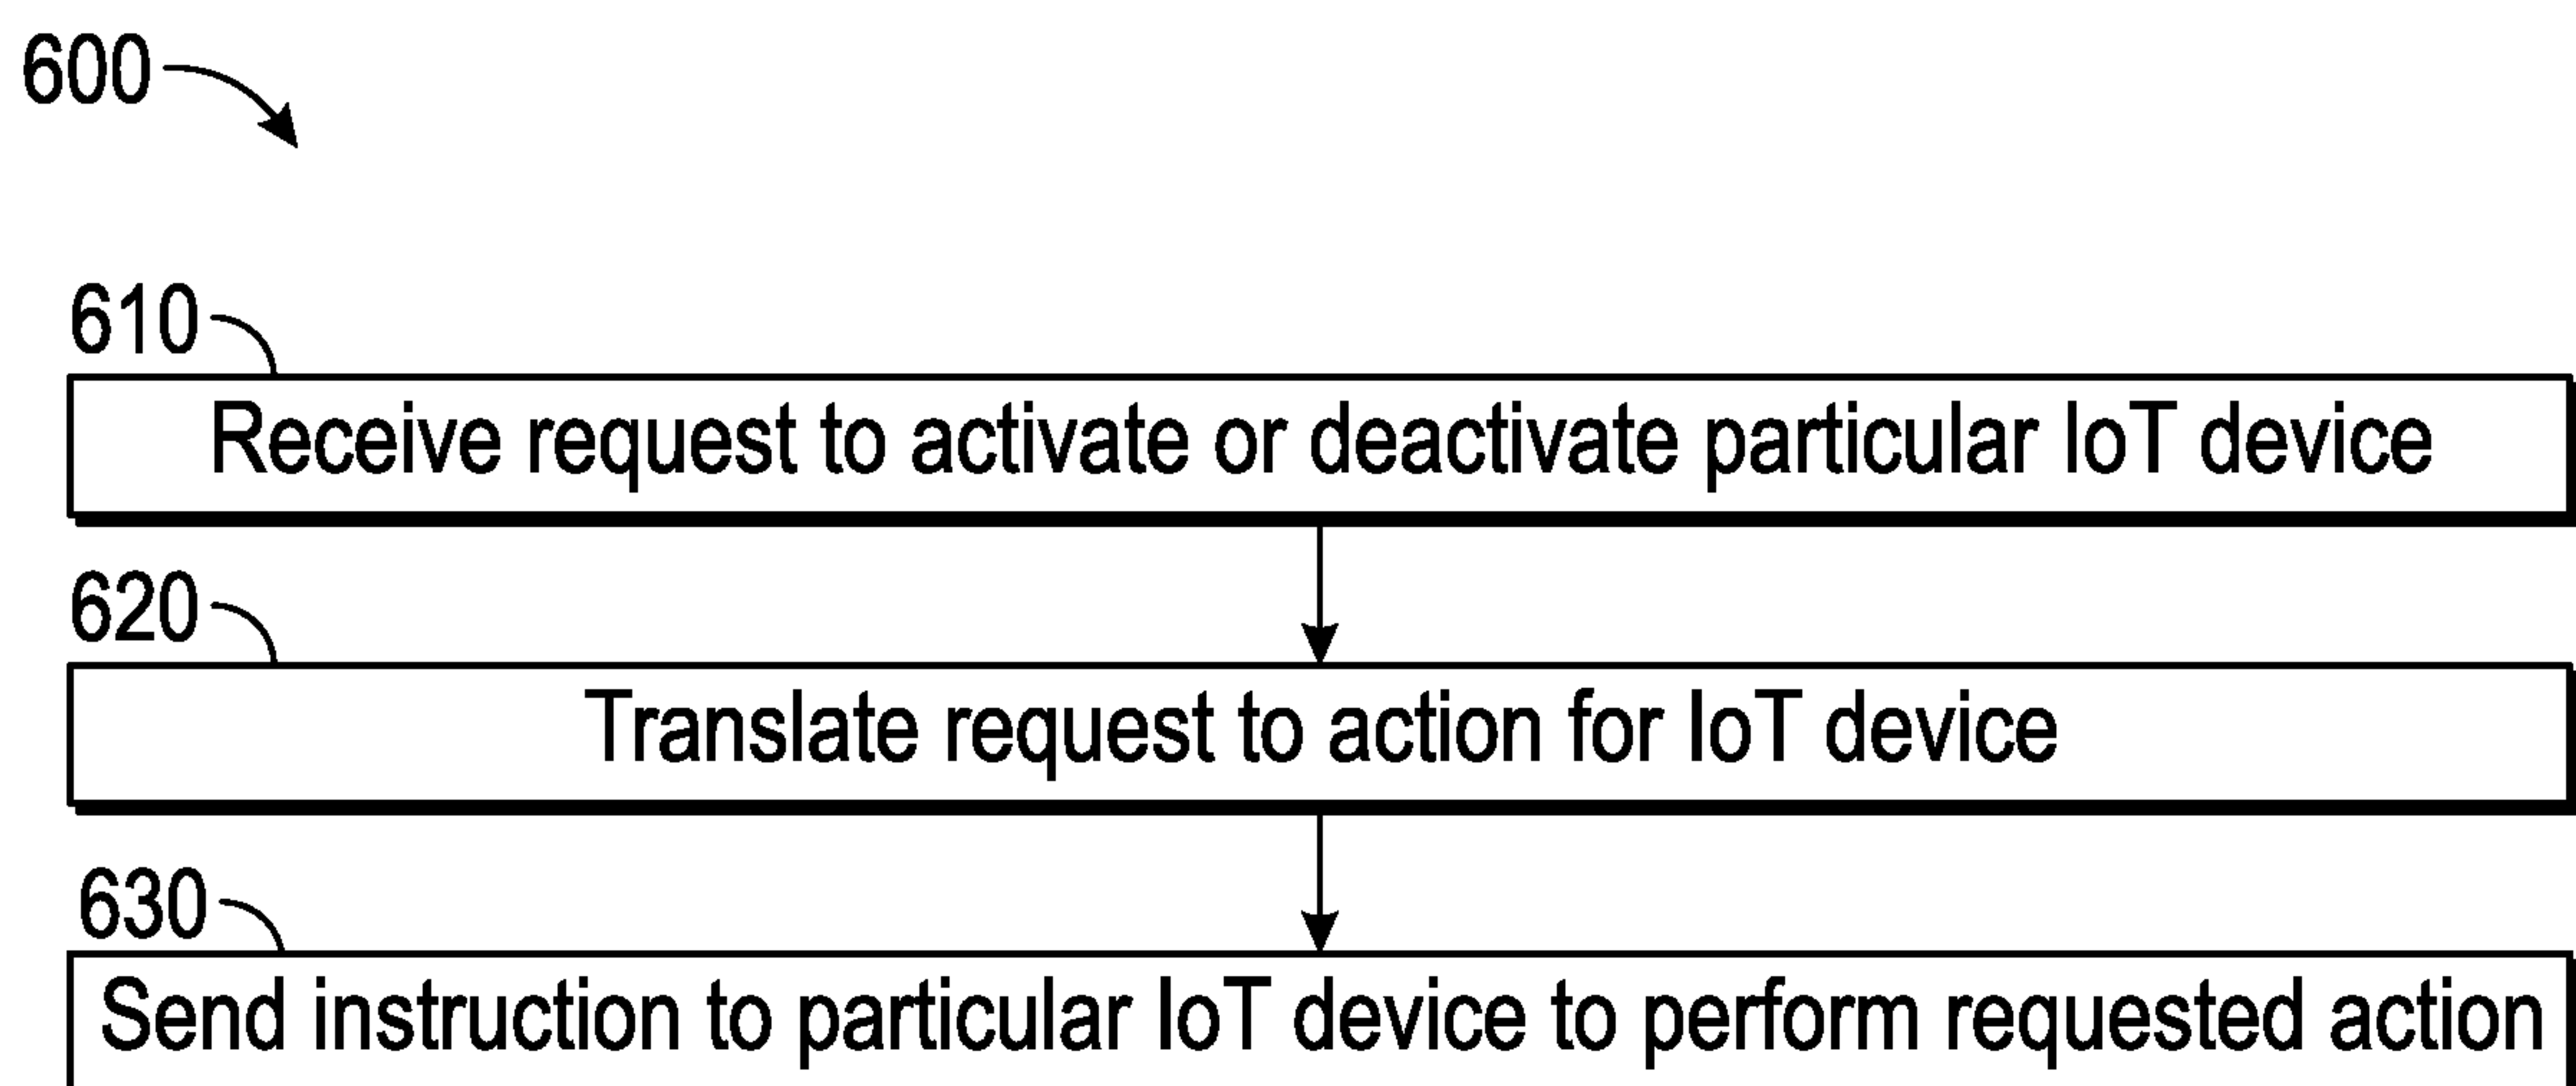 600
610
Receive request to activate or deactivate particular IoT device
620
Translate request to action for IoT device
630
Send instruction to particular IoT device to perform requested action